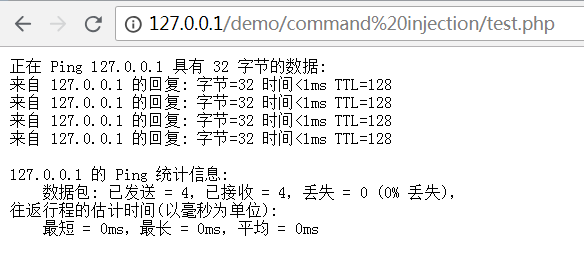 127.0.0.1/demo/command%20injection/test.php
正在 Ping 127.0.0.1 具有 32 字节的数据:
来自 127.0.0.1 的回复: 字节=32 时间<1ms TTL=128
来自 127.0.0.1 的回复: 字节=32 时间<1ms TTL=128
来自 127.0.0.1 的回复: 字节=32 时间<1ms TTL=128
来自 127.0.0.1 的回复: 字节=32 时间<1ms TTL=128
127.0.0.1 的 Ping 统计信息:
数据包: 已发送 = 4，已接收 = 4，丢失 = 0 (0% 丢失)，
往返行程的估计时间(以毫秒为单位):
最短 = 0ms，最长 = 0ms，平均 = 0ms